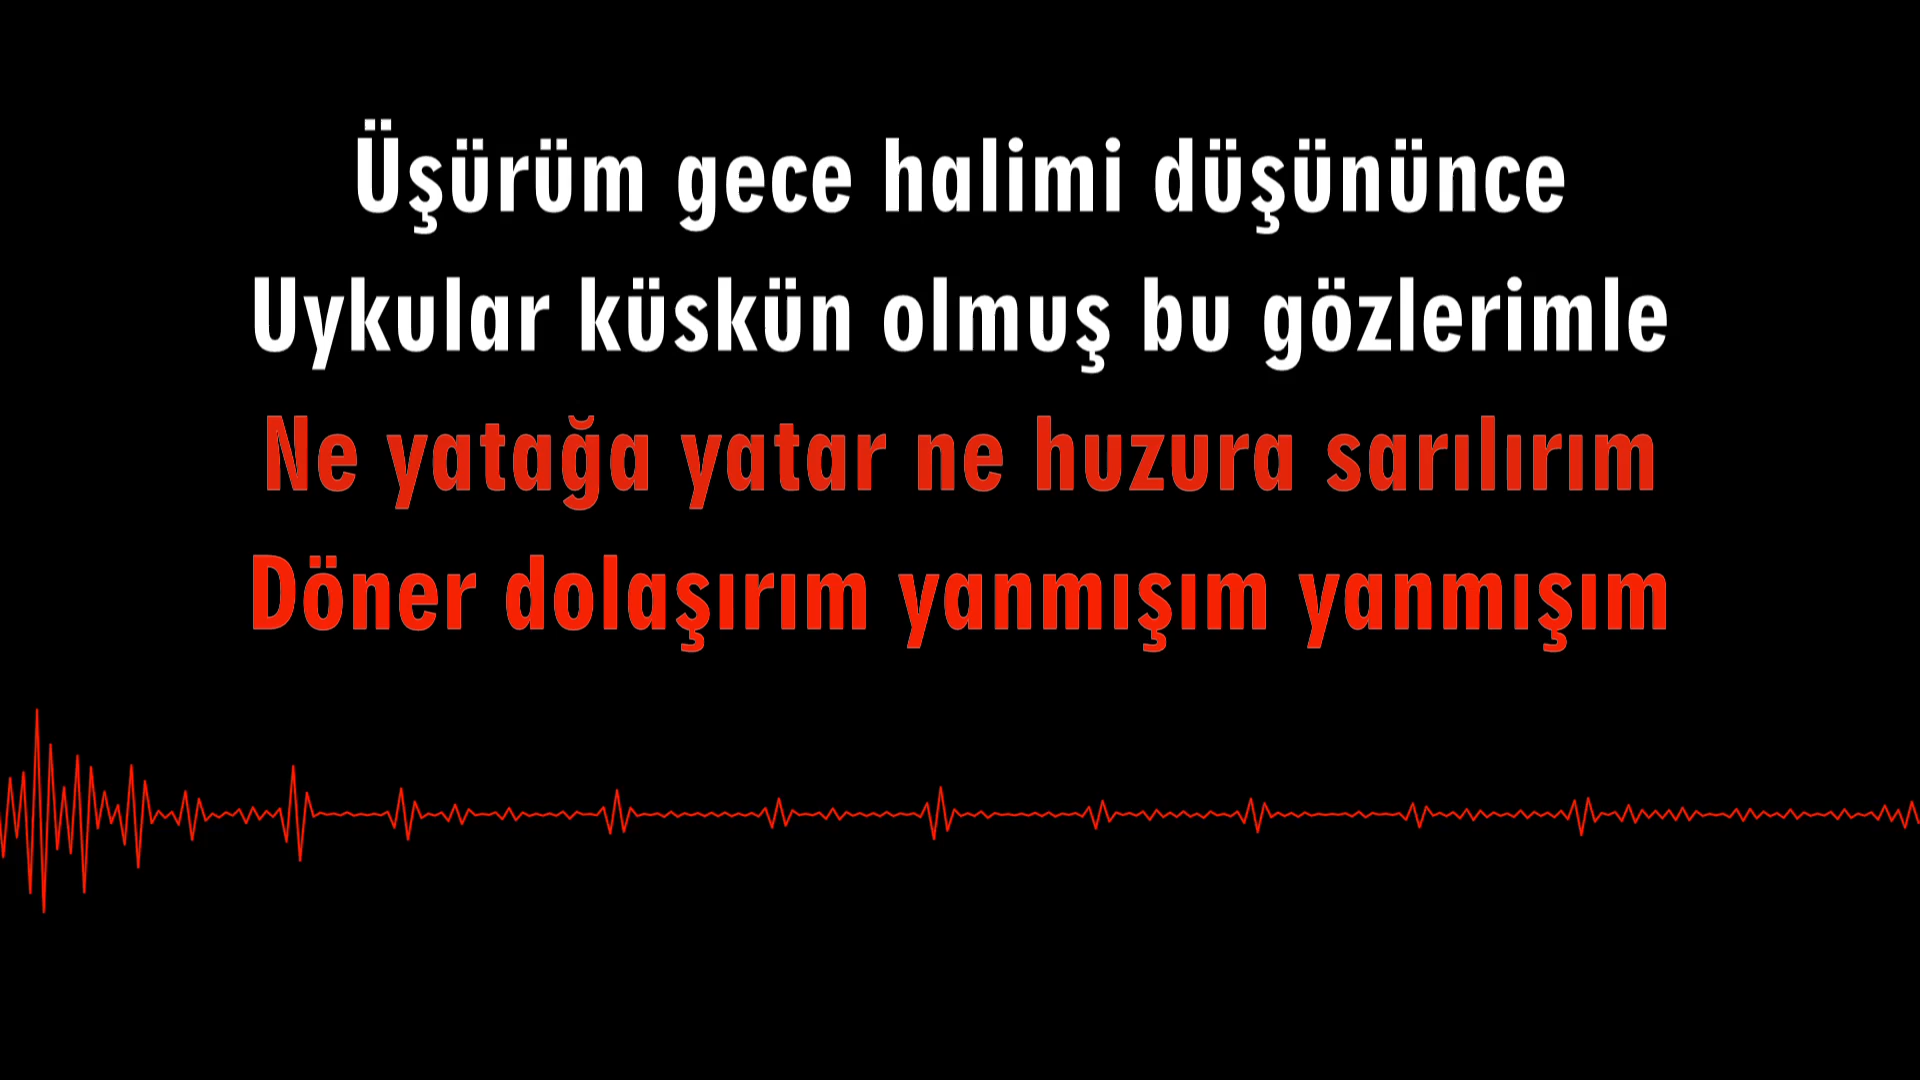 Üşürüm gece halimi düşününce
Uykular küskün olmuş bu gözlerimle
Ne yatağa yatar ne huzura sarılırım
Döner dolaşırım yanmışım yanmışım